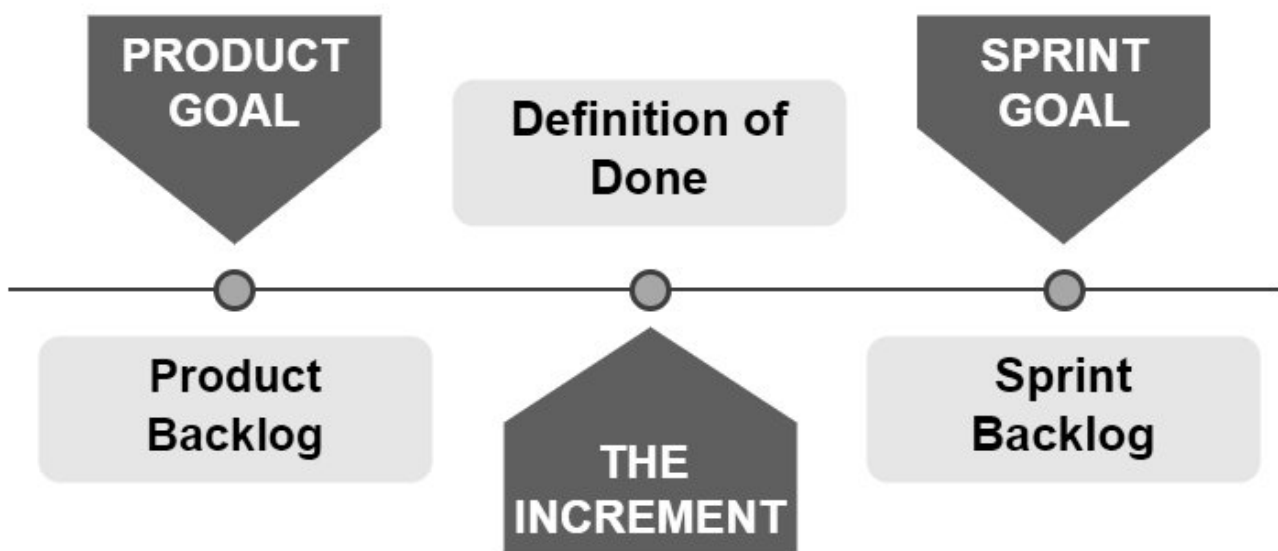 PRODUCT
GOAL
Definition of
Done
SPRINT
GOAL
Product
Backlog
THE
INCREMENT
Sprint
Backlog